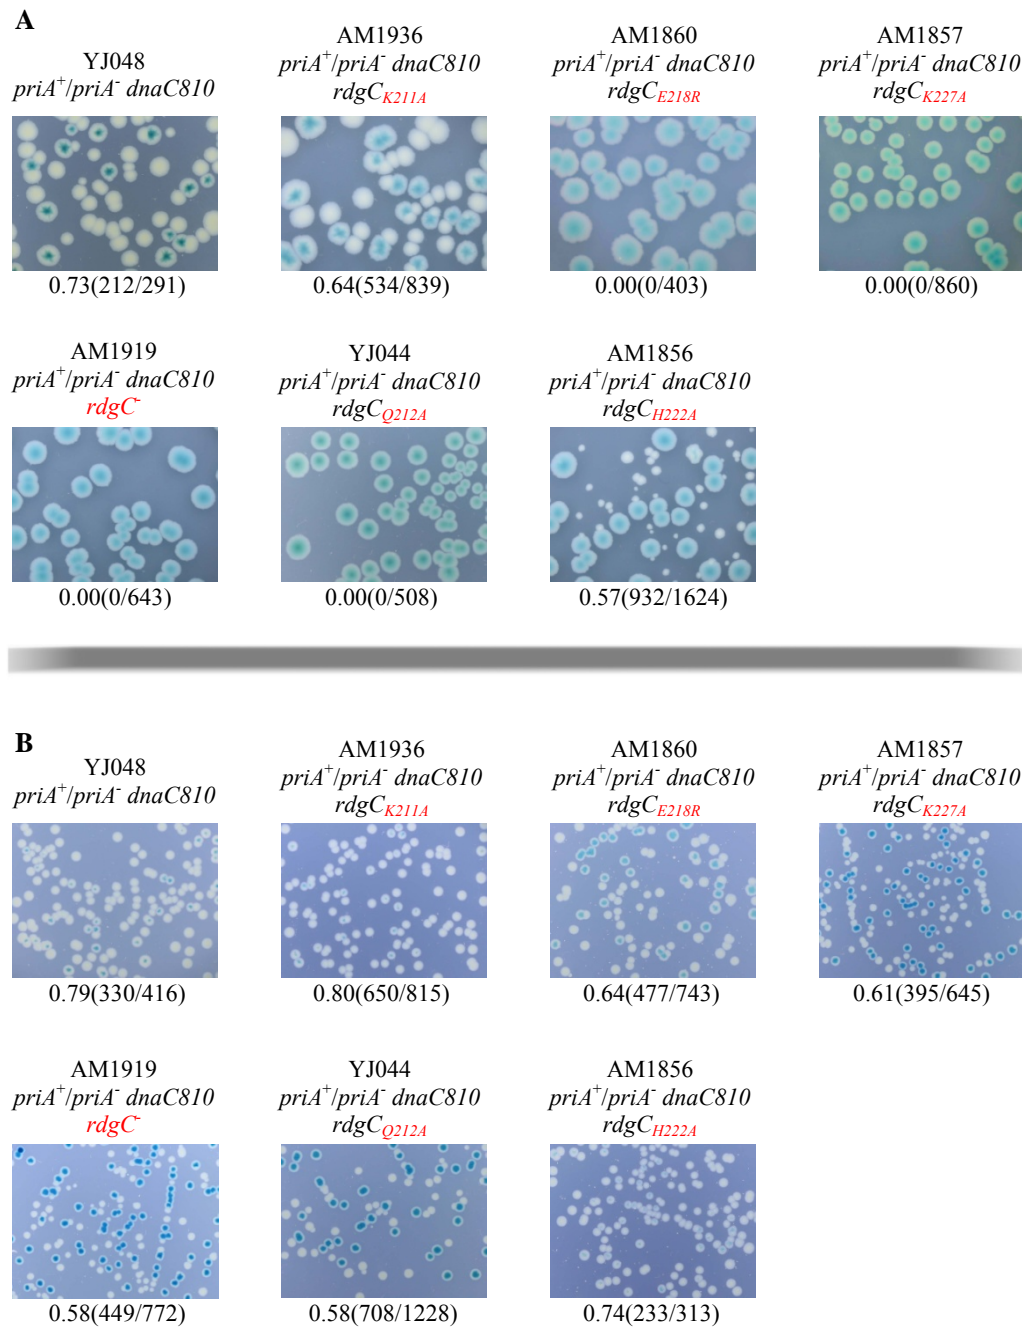 A
YJ048
priA+/priA- dnaC810
0.73(212/291)
AM1936
priA+/priA- dnaC810
rdgCK211A
0.64(534/839)
AM1860
priA+/priA- dnaC810
rdgCE218R
0.00(0/403)
AM1857
priA+/priA- dnaC810
rdgCK227A
0.00(0/860)
AM1919
priA+/priA- dnaC810
rdgC-
0.00(0/643)
YJ044
priA+/priA- dnaC810
rdgCQ212A
0.00(0/508)
AM1856
priA+/priA- dnaC810
rdgCH222A
0.57(932/1624)
B
YJ048
priA+/priA- dnaC810
0.79(330/416)
AM1936
priA+/priA- dnaC810
rdgCK211A
0.80(650/815)
AM1860
priA+/priA- dnaC810
rdgCE218R
0.64(477/743)
AM1857
priA+/priA- dnaC810
rdgCK227A
0.61(395/645)
AM1919
priA+/priA- dnaC810
rdgC-
0.58(449/772)
YJ044
priA+/priA- dnaC810
rdgCQ212A
0.58(708/1228)
AM1856
priA+/priA- dnaC810
rdgCH222A
0.74(233/313)